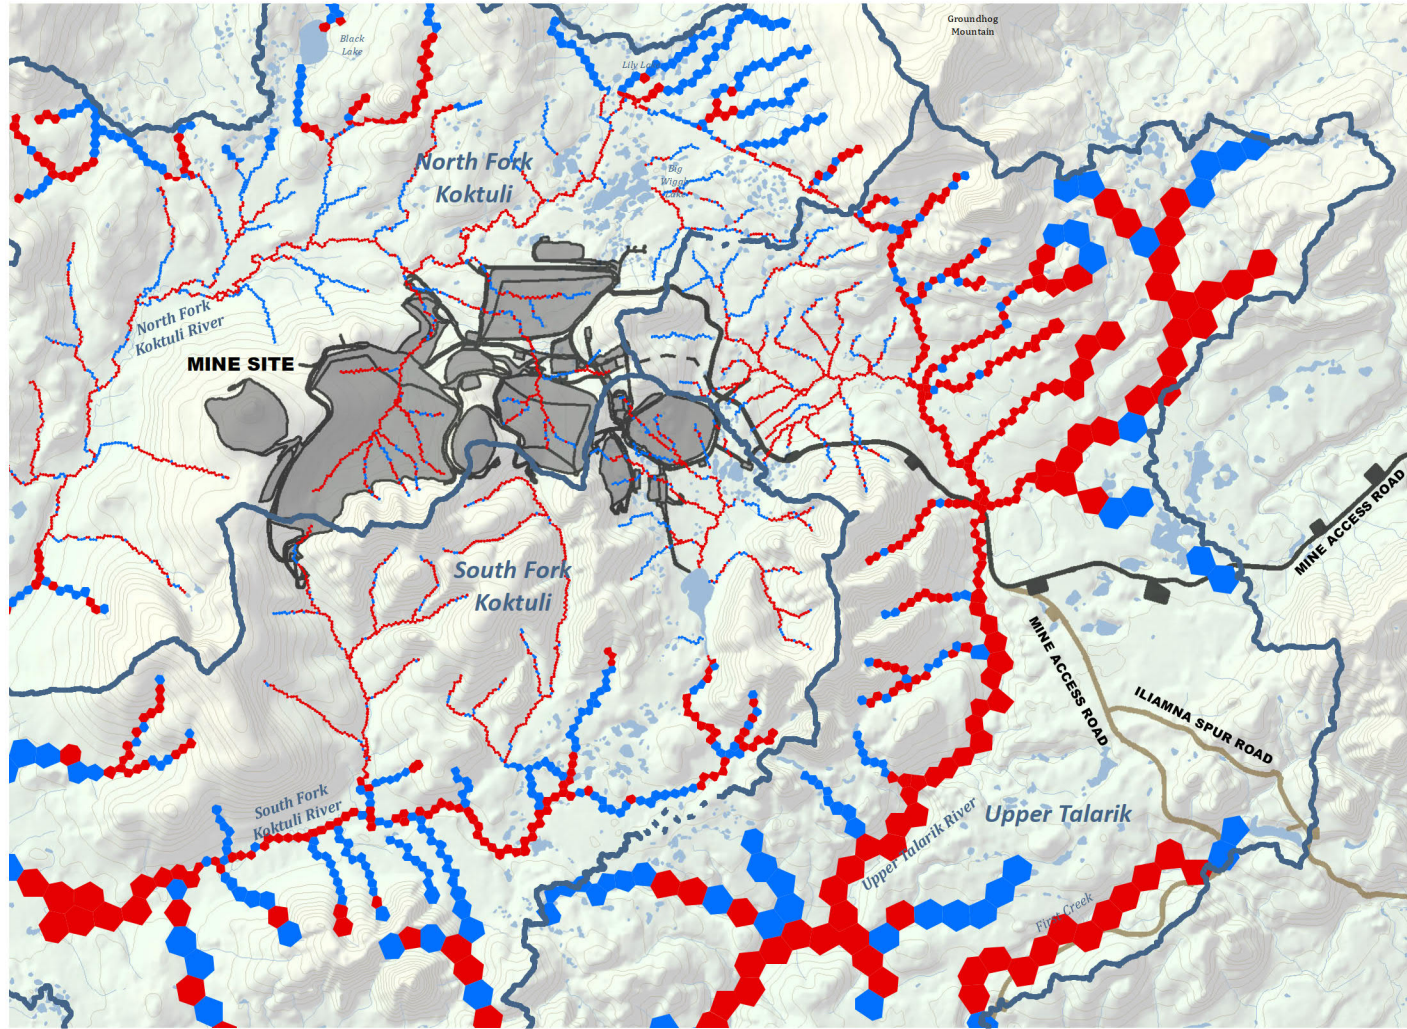 Groundhog
Mountain
Black
Lake
Lily La
North Fork
Koktuli
Big
Wiggly
Lake
North Fork
Koktuli River
MINE SITE
MINE ACCESS ROAD
South Fork
Koktuli
MINE ACCESS ROAD
ILIAMNA SPUR ROAD
South Fork
Koktuli River
Upper Talarik
Upper Talarik River
First Creek